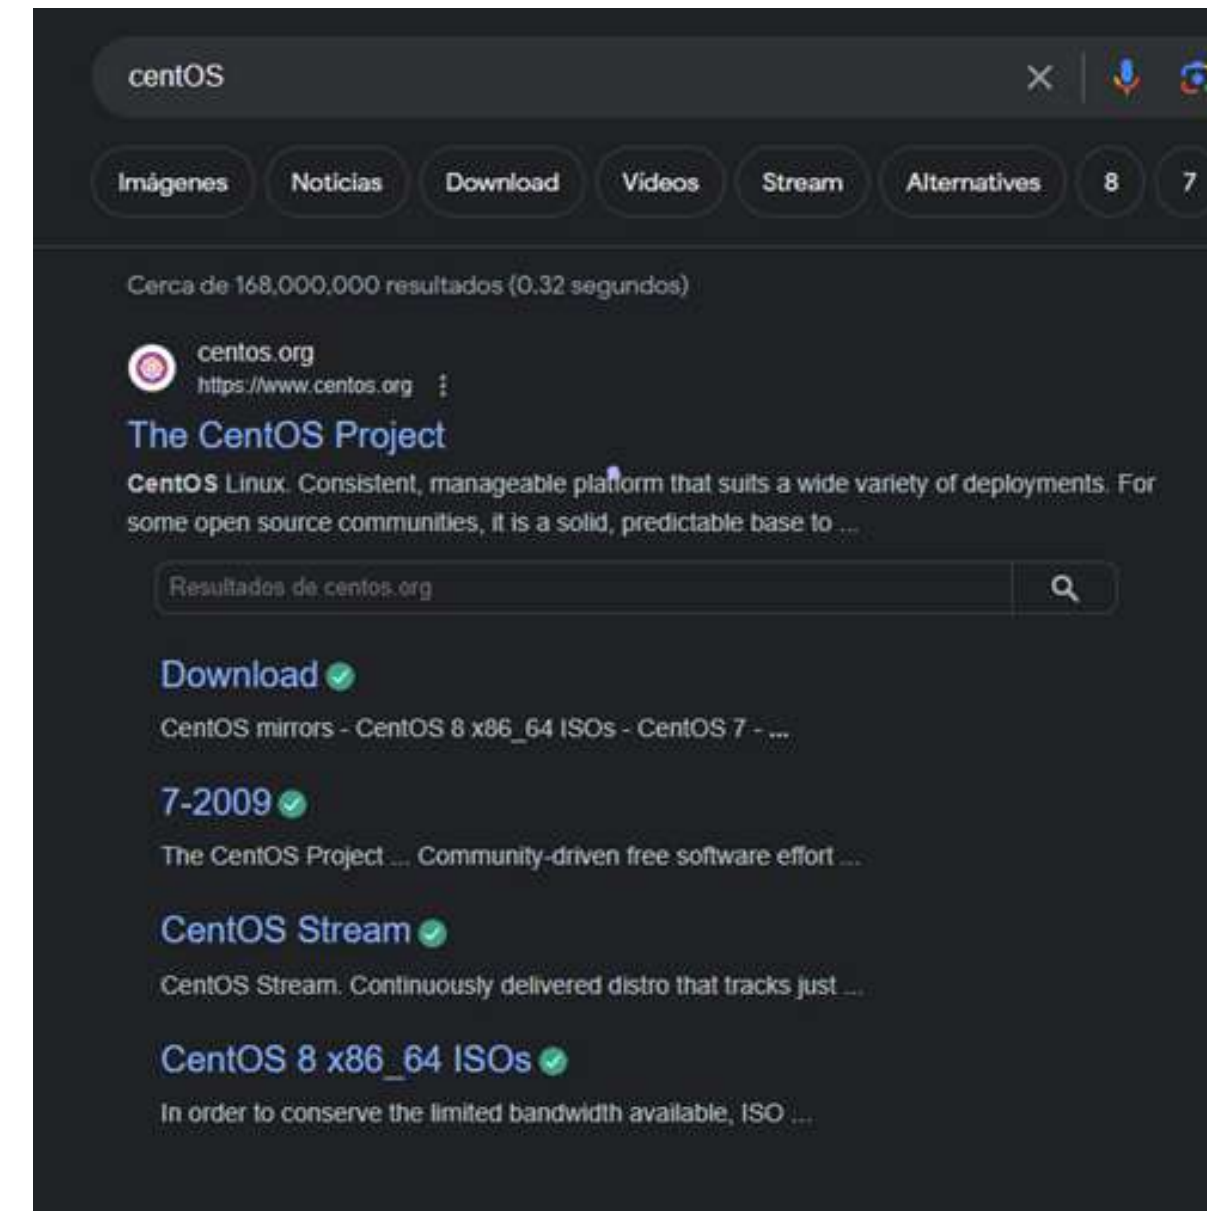 centOS
Imágenes Noticias Download Videos Stream Alternatives 8 7
Cerca de 168,000,000 resultados (0.32 segundos)
centos.org
https://www.centos.org
The CentOS Project
CentOS Linux. Consistent, manageable platform that suits a wide variety of deployments. For
some open source communities, it is a solid, predictable base to ...
Resultados de centos.org
Download
CentOS mirrors - CentOS 8 x86_64 ISOs - CentOS 7 - ...
7-2009
The CentOS Project ... Community-driven free software effort ...
CentOS Stream
CentOS Stream. Continuously delivered distro that tracks just ...
CentOS 8 x86_64 ISOs
In order to conserve the limited bandwidth available, ISO ...